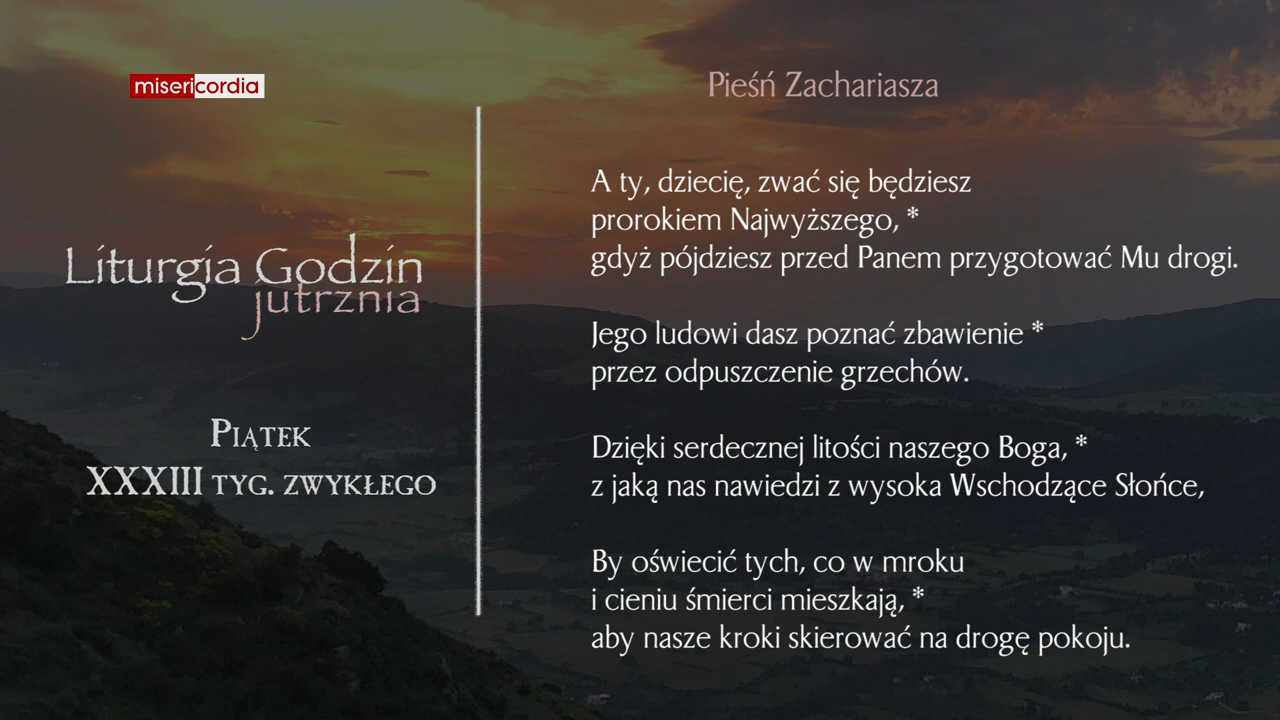 misericordia
Liturgia Godzin
jutrznia
Piątek
XXXIII tyg. zwykłego
Pieśń Zachariasza
A ty, dziecię, zwać się będziesz
prorokiem Najwyższego, *
gdyż pójdziesz przed Panem przygotować Mu drogi.
Jego ludowi dasz poznać zbawienie *
przez odpuszczenie grzechów.
Dzięki serdecznej litości naszego Boga, *
z jaką nas nawiedzi z wysoka Wschodzące Słońce,
By oświecić tych, co w mroku
i cieniu śmierci mieszkają, *
aby nasze kroki skierować na drogę pokoju.